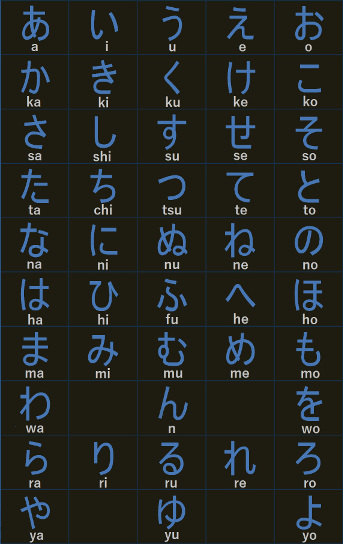 あ い う え お
a i u e o
か き く け こ
ka ki ku ke ko
さ し す せ そ
sa shi su se so
た ち つ て と
ta chi tsu te to
な に ぬ ね の
na ni nu ne no
は ひ ふ へ ほ
ha hi fu he ho
ま み む め も
ma mi mu me mo
わ ん を
wa n wo
ら り る れ ろ
ra ri ru re ro
や ゆ よ
ya yu yo